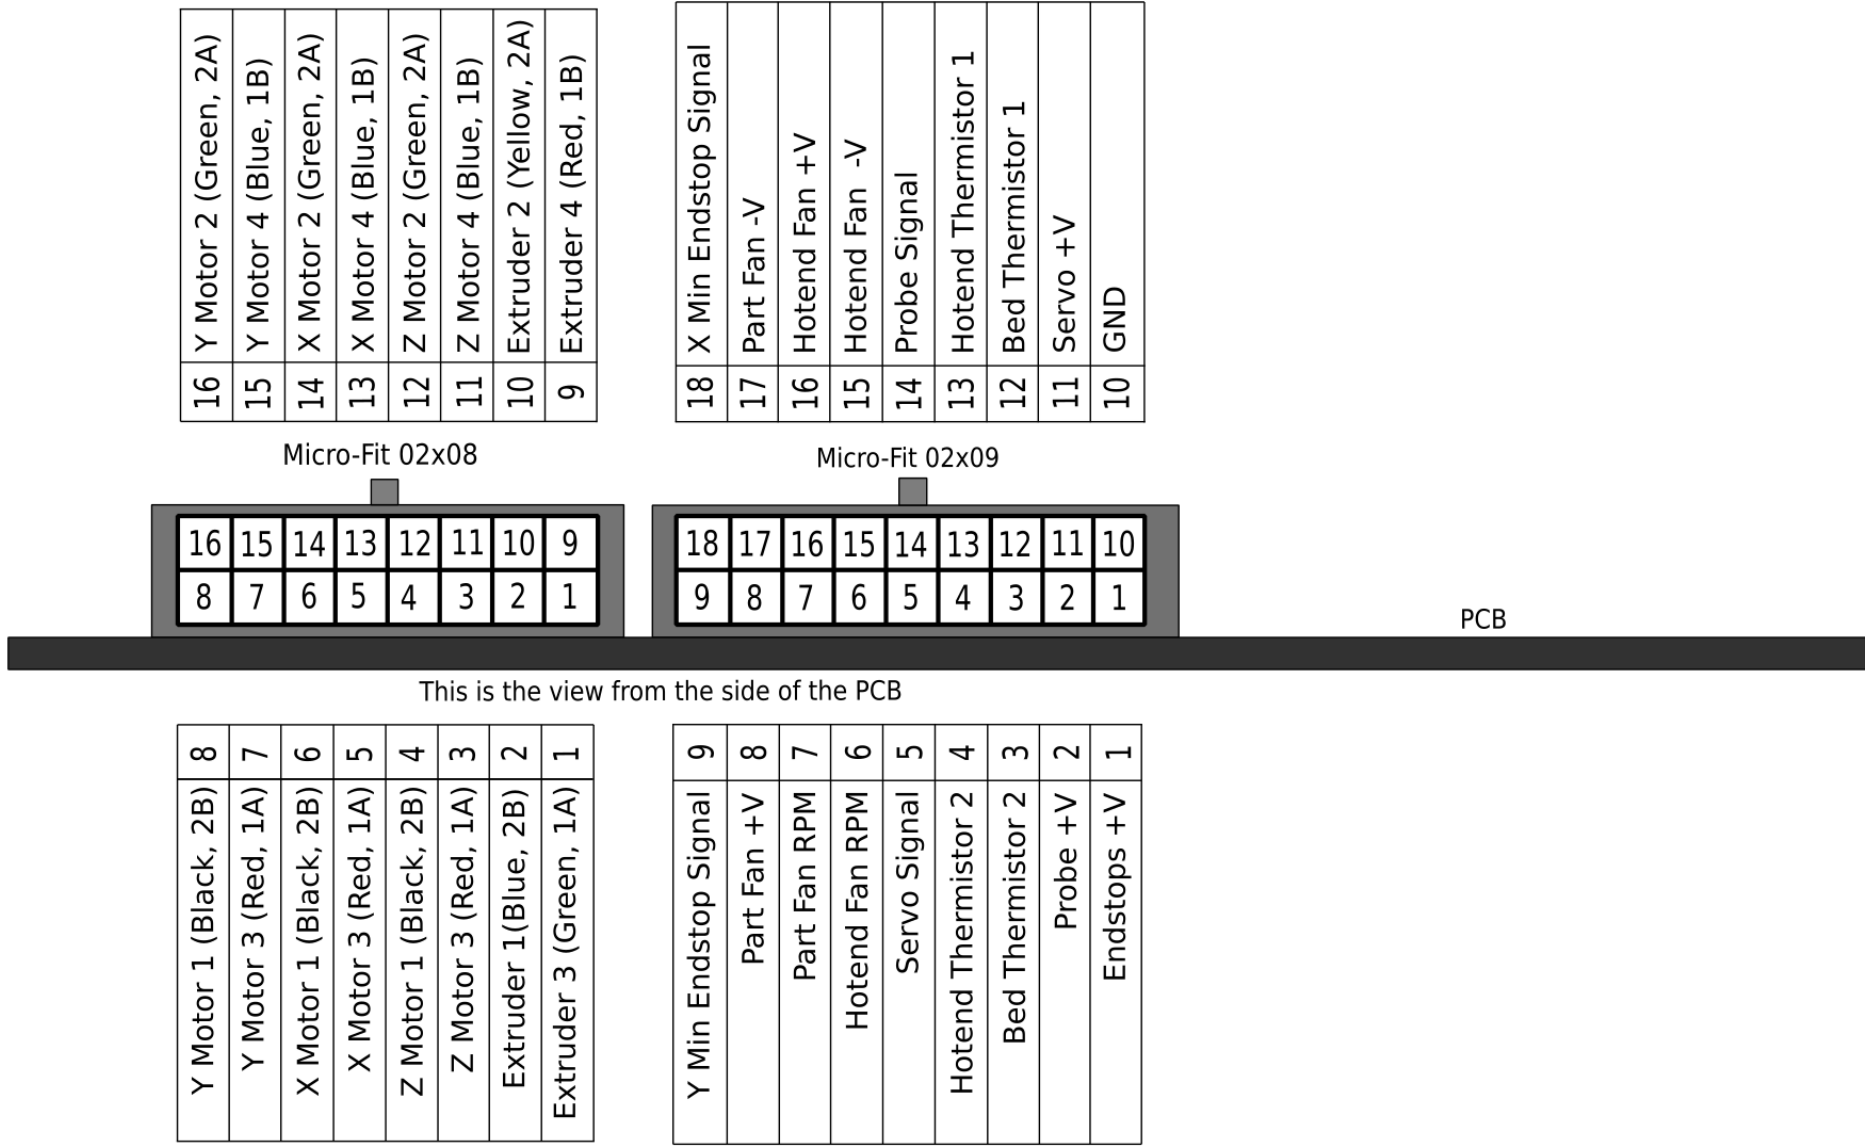 Y Motor 2 (Green, 2A)
Y Motor 4 (Blue, 1B)
X Motor 2 (Green, 2A)
X Motor 4 (Blue, 1B)
Z Motor 2 (Green, 2A)
Z Motor 4 (Blue, 1B)
Extruder 2 (Yellow, 2A)
Extruder 4 (Red, 1B)
16 15 14 13 12 11 10 9
X Min Endstop Signal
Part Fan -V
Hotend Fan +V
Hotend Fan -V
Probe Signal
Hotend Thermistor 1
Bed Thermistor 1
Servo +V
GND
18 17 16 15 14 13 12 11 10
Micro-Fit 02x08
Micro-Fit 02x09
16 15 14 13 12 11 10 9
8 7 6 5 4 3 2 1
18 17 16 15 14 13 12 11 10
9 8 7 6 5 4 3 2 1
PCB
This is the view from the side of the PCB
8 7 6 5 4 3 2 1
Y Motor 1 (Black, 2B)
Y Motor 3 (Red, 1A)
X Motor 1 (Black, 2B)
X Motor 3 (Red, 1A)
Z Motor 1 (Black, 2B)
Z Motor 3 (Red, 1A)
Extruder 1(Blue, 2B)
Extruder 3 (Green, 1A)
9 8 7 6 5 4 3 2 1
Y Min Endstop Signal
Part Fan +V
Part Fan RPM
Hotend Fan RPM
Servo Signal
Hotend Thermistor 2
Bed Thermistor 2
Probe +V
Endstops +V